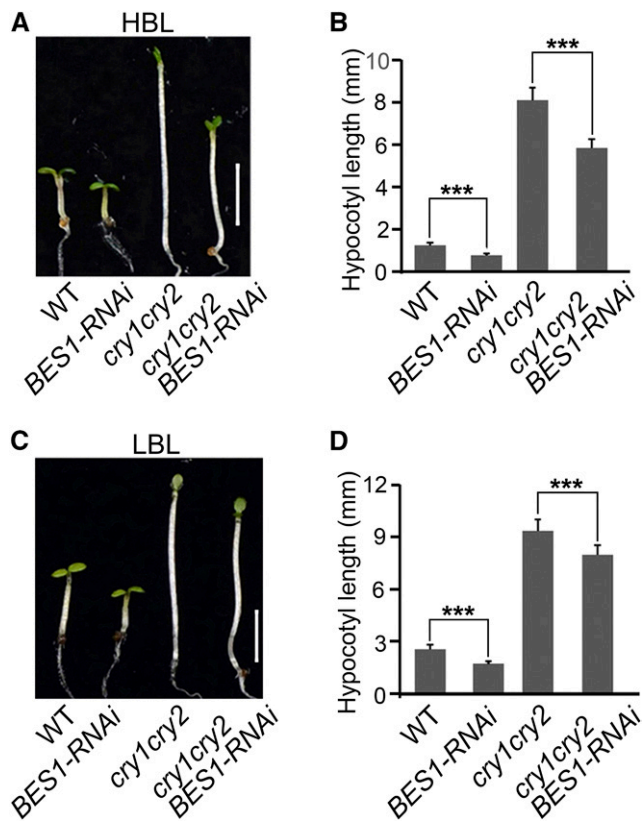 A
HBL
WT
BES1-RNAi
cry1cry2
cry1cry2
BES1-RNAi
B
Hypocotyl length (mm)
10
8
6
4
2
0
***
***
WT
BES1-RNAi
cry1cry2
cry1cry2
BES1-RNAi
C
LBL
WT
BES1-RNAi
cry1cry2
cry1cry2
BES1-RNAi
D
Hypocotyl length (mm)
12
9
6
3
0
***
***
WT
BES1-RNAi
cry1cry2
cry1cry2
BES1-RNAi